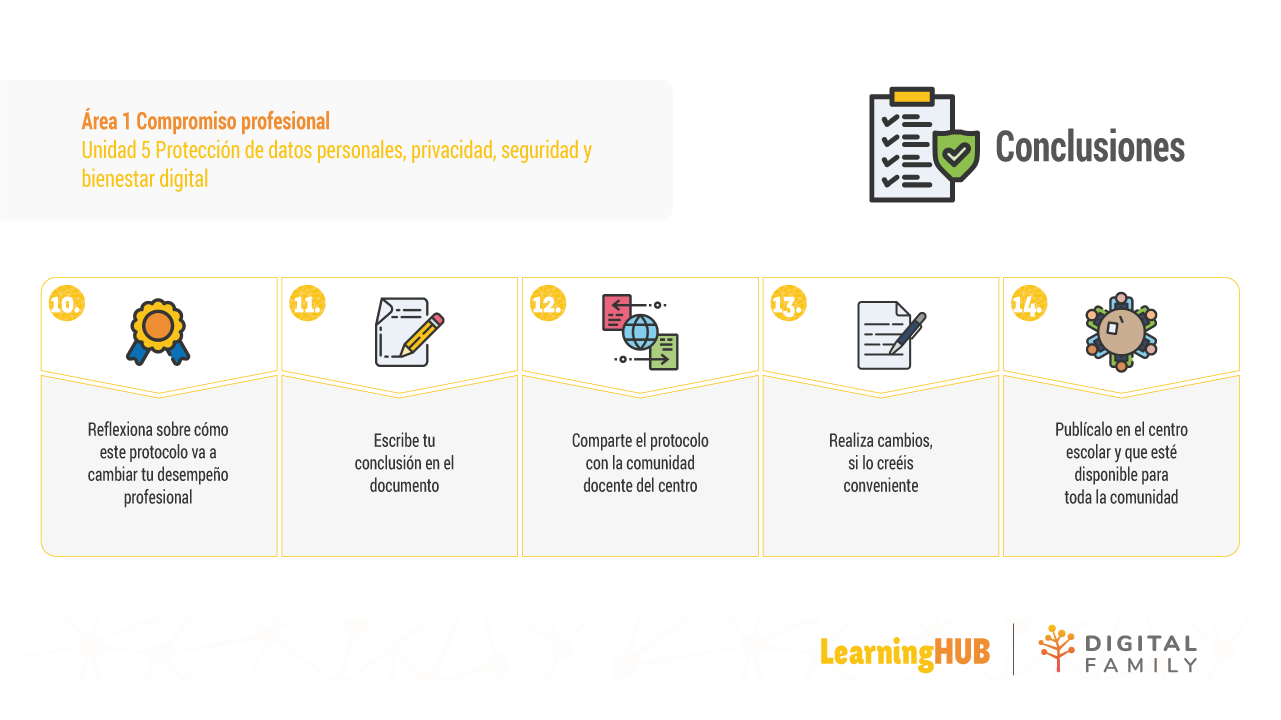 Área 1 Compromiso profesional
Unidad 5 Protección de datos personales, privacidad, seguridad y
bienestar digital
Conclusiones
10.
Reflexiona sobre cómo
este protocolo va a
cambiar tu desempeño
profesional
11.
Escribe tu
conclusión en el
documento
12.
Comparte el protocolo
con la comunidad
docente del centro
13.
Realiza cambios,
si lo creéis
conveniente
14.
Publícalo en el centro
escolar y que esté
disponible para
toda la comunidad
LearningHUB
DIGITAL
FAMILY